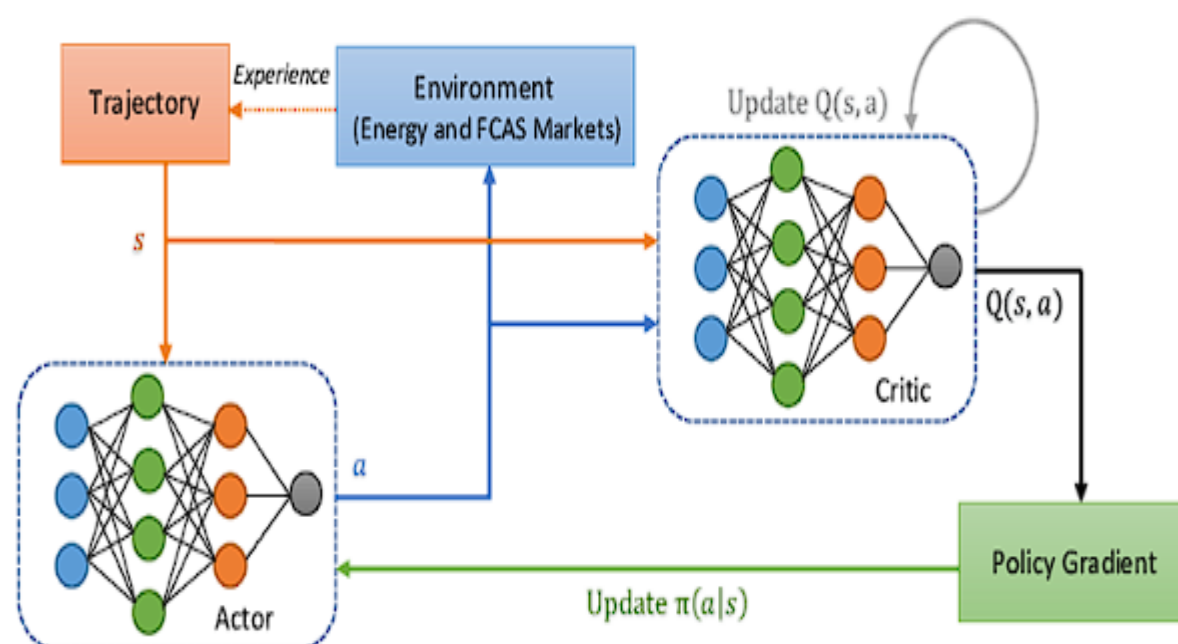 Trajectory
Experience
Environment
(Energy and FCAS Markets)
Update Q(s, a)
s
Q(s, a)
Critic
a
Actor
Policy Gradient
Update π(a|s)